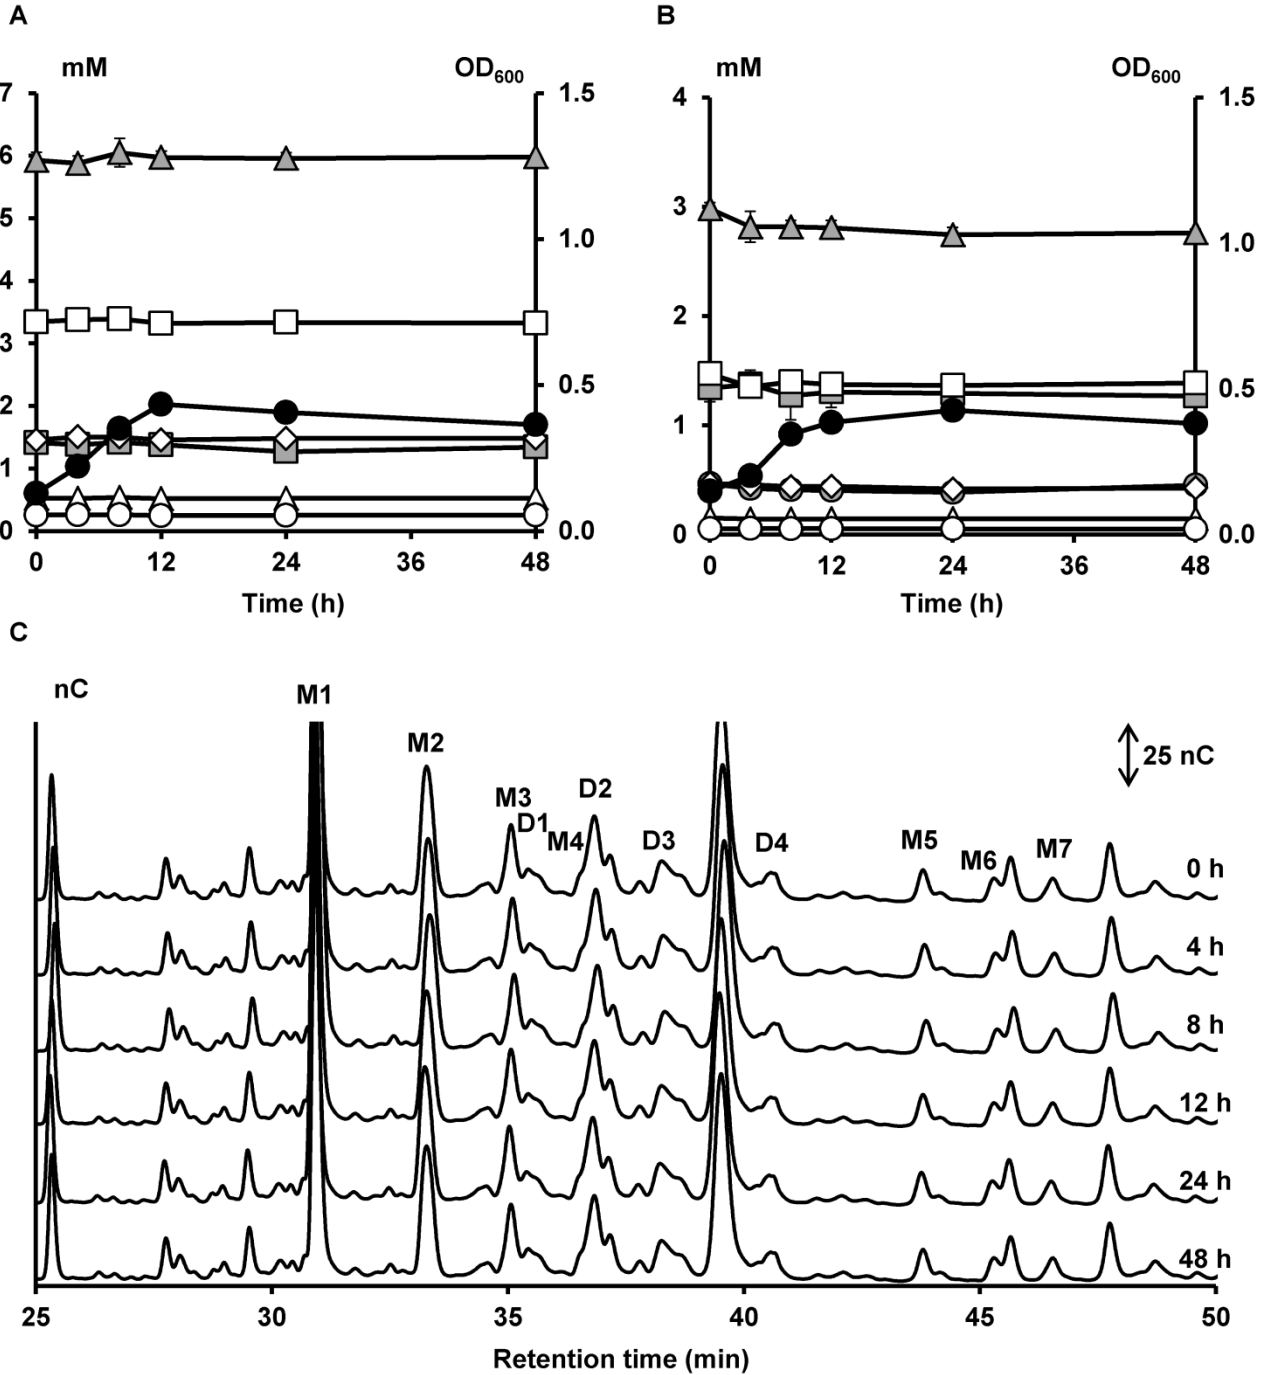 A
B
mM
OD600
mM
OD600
7
6
5
4
3
2
1
0
1.5
1.0
0.5
0.0
4
3
2
1
0
1.5
1.0
0.5
0.0
0 12 24 36 48
0 12 24 36 48
Time (h)
Time (h)
C
nC
M1
M2
M3
D1
M4
D2
D3
D4
M5
M6
M7
25 nC
0 h
4 h
8 h
12 h
24 h
48 h
25 30 35 40 45 50
Retention time (min)